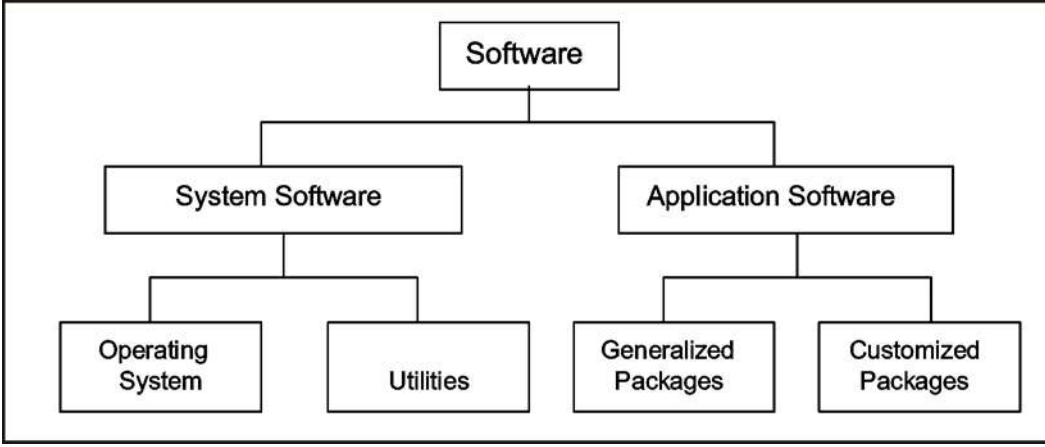 Software
System Software
Application Software
Operating
System
Utilities
Generalized
Packages
Customized
Packages